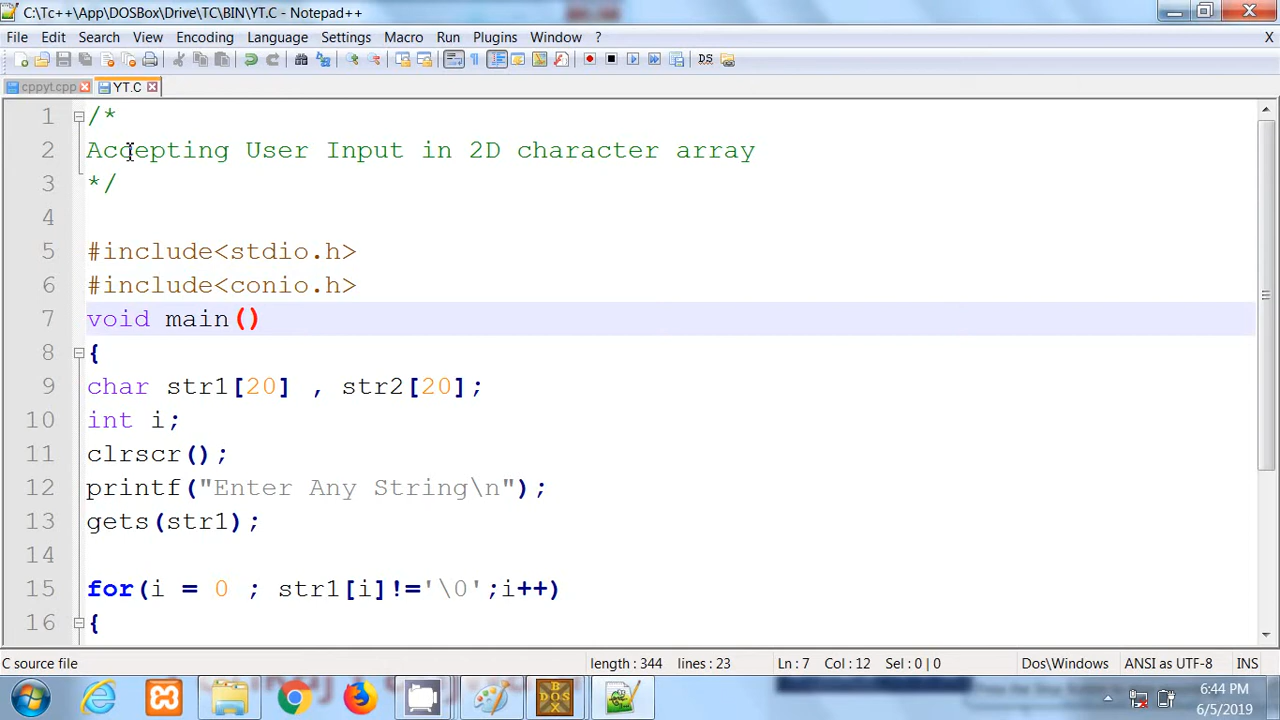 C:\Tc++\App\DOSBox\Drive\TC\BIN\YT.C - Notepad++
File Edit Search View Encoding Language Settings Macro Run Plugins Window ? X
cppyt.cpp YT.C
1 /*
2 Accepting User Input in 2D character array
3 */
4
5 #include<stdio.h>
6 #include<conio.h>
7 void main()
8 {
9 char str1[20] , str2[20];
10 int i;
11 clrscr();
12 printf("Enter Any String\n");
13 gets(str1);
14
15 for(i = 0 ; str1[i]!='\0';i++)
16 {
C source file length : 344 lines : 23 Ln : 7 Col : 12 Sel : 0 | 0 Dos\Windows ANSI as UTF-8 INS
6:44 PM
6/5/2019